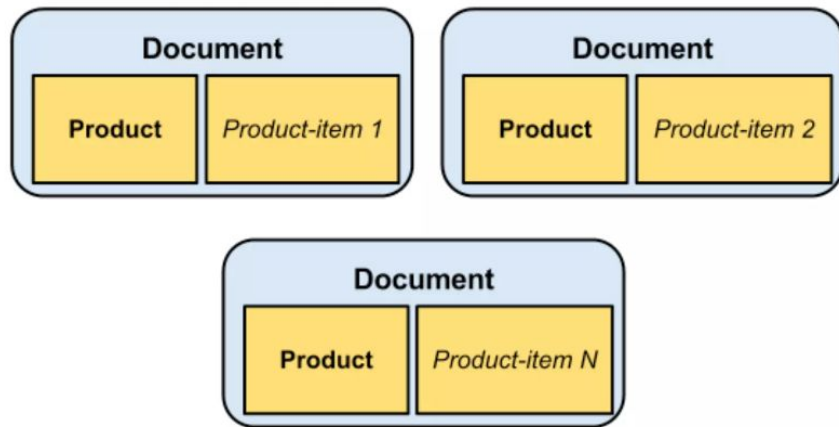 Document
Product
Product-item 1
Document
Product
Product-item 2
Document
Product
Product-item N